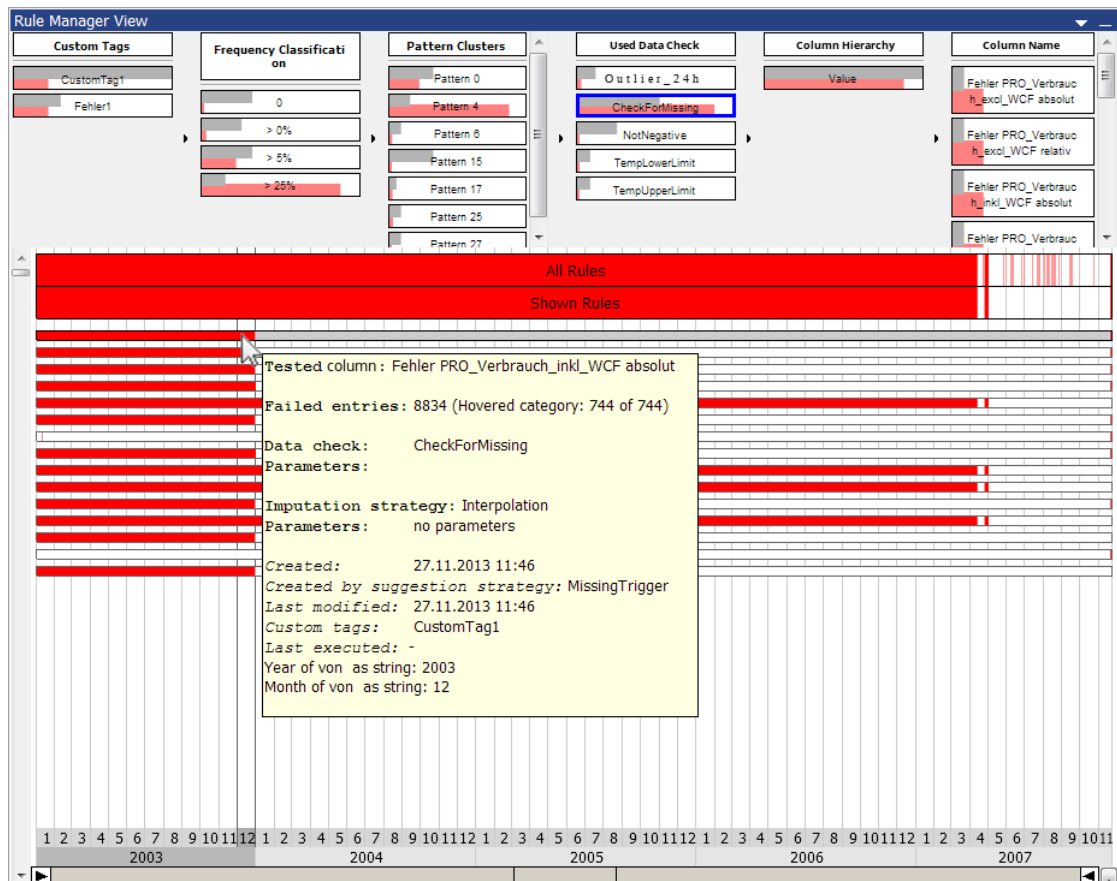 Rule Manager View
Custom Tags
CustomTag1
Fehler1
Frequency Classificati
on
0
> 0%
> 5%
> 25%
Pattern Clusters
Pattern 0
Pattern 4
Pattern 6
Pattern 15
Pattern 17
Pattern 25
Pattern 27
Used Data Check
Outlier_24h
CheckForMissing
NotNegative
TempLowerLimit
TempUpperLimit
Column Hierarchy
Value
Column Name
Fehler PRO_Verbrauc
h_excl_WCF absolut
Fehler PRO_Verbrauc
h_excl_WCF relativ
Fehler PRO_Verbrauc
h_inkl_WCF absolut
Fehler PRO_Verbrauc
All Rules
Shown Rules
Tested column : Fehler PRO_Verbrauch_inkl_WCF absolut
Failed entries: 8834 (Hovered category: 744 of 744)
Data check: CheckForMissing
Parameters:
Imputation strategy: Interpolation
Parameters: no parameters
Created: 27.11.2013 11:46
Created by suggestion strategy: MissingTrigger
Last modified: 27.11.2013 11:46
Custom tags: CustomTag1
Last executed: -
Year of von as string: 2003
Month of von as string: 12
1 2 3 4 5 6 7 8 9 10 11 12 1 2 3 4 5 6 7 8 9 10 11 12 1 2 3 4 5 6 7 8 9 10 11 12 1 2 3 4 5 6 7 8 9 10 11 12 1 2 3 4 5 6 7 8 9 10 11
2003 2004 2005 2006 2007